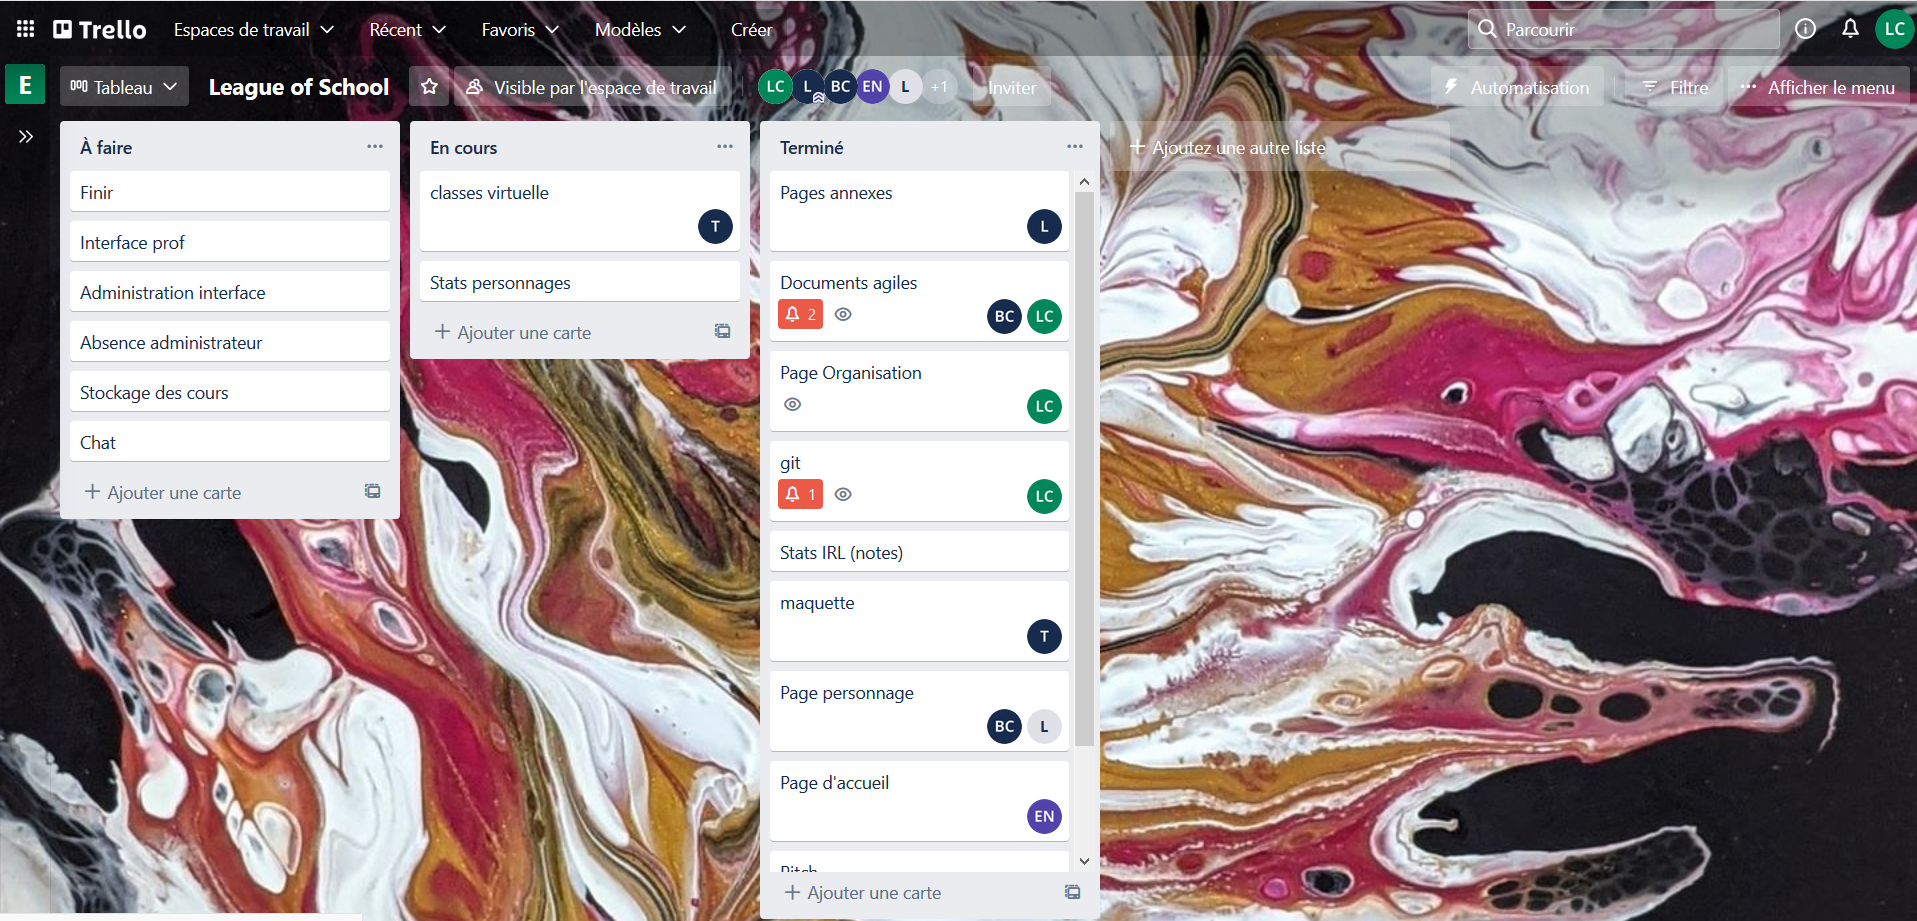 Trello Espaces de travail Récent Favoris Modèles Créer Parcourir LC
E Tableau League of School Visible par l'espace de travail LC L BC EN L +1 Inviter Automatisation Filtre Afficher le menu
À faire
Finir
Interface prof
Administration interface
Absence administrateur
Stockage des cours
Chat
Ajouter une carte
En cours
classes virtuelle
T
Stats personnages
Ajouter une carte
Terminé
Pages annexes
L
Documents agiles
2 BC LC
Page Organisation
LC
git
1 LC
Stats IRL (notes)
maquette
T
Page personnage
BC L
Page d'accueil
EN
Pitch
Ajouter une carte
Ajoutez une autre liste